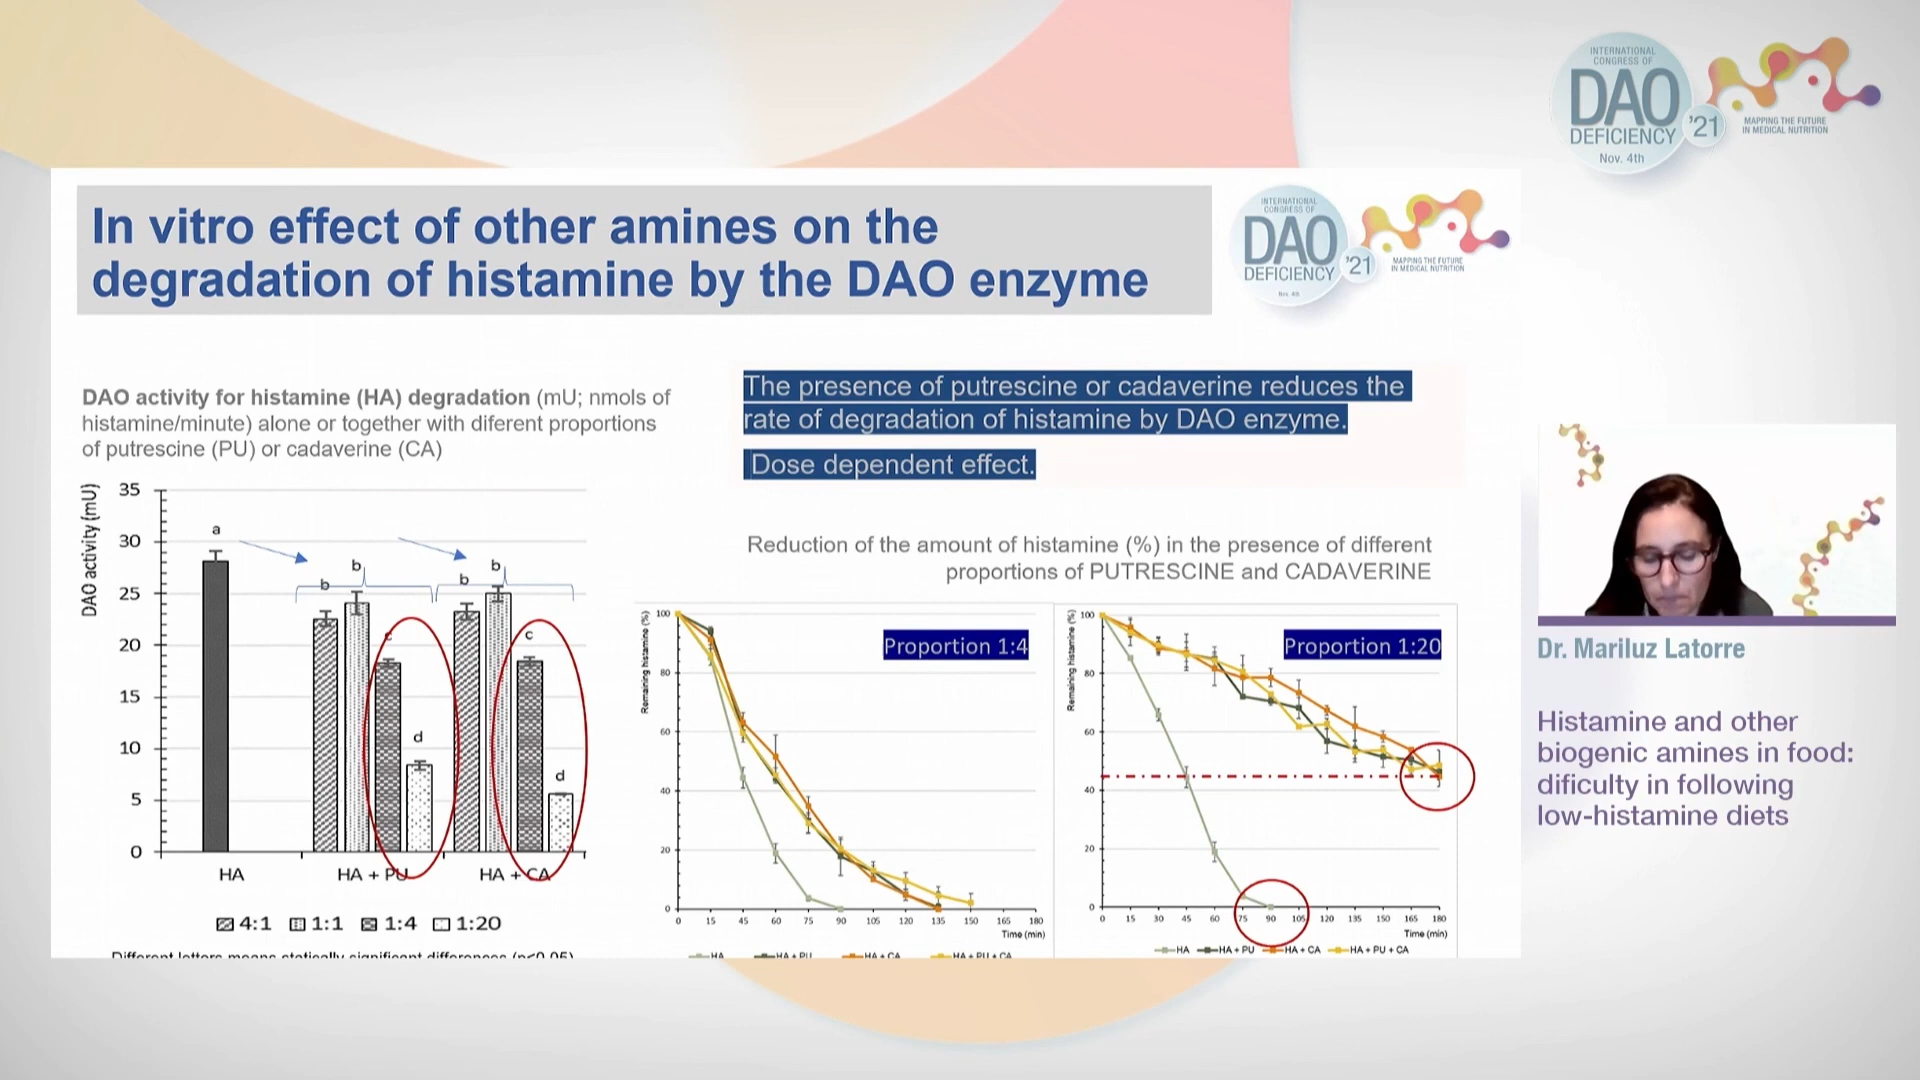 INTERNATIONAL
CONGRESS OF
DAO
DEFICIENCY
'21
Nov. 4th
MAPPING THE FUTURE
IN MEDICAL NUTRITION
In vitro effect of other amines on the
degradation of histamine by the DAO enzyme
INTERNATIONAL
CONGRESS OF
DAO
DEFICIENCY
'21
Nov. 4th
MAPPING THE FUTURE
IN MEDICAL NUTRITION
DAO activity for histamine (HA) degradation (mU; nmols of
histamine/minute) alone or together with diferent proportions
of putrescine (PU) or cadaverine (CA)
The presence of putrescine or cadaverine reduces the
rate of degradation of histamine by DAO enzyme.
Dose dependent effect.
DAO activity (mU)
35
30
25
20
15
10
5
0
a
b
b
c
d
b
b
c
d
HA
HA + PU
HA + CA
4:1 1:1 1:4 1:20
Different letters means statically significant differences (p<0.05)
Reduction of the amount of histamine (%) in the presence of different
proportions of PUTRESCINE and CADAVERINE
Remaining histamine (%)
100
80
60
40
20
0
Proportion 1:4
0 15 45 60 75 90 105 120 135 150 165 180
Time (min)
HA HA + PU HA + CA HA + PU + CA
Remaining histamine (%)
100
80
60
40
20
0
Proportion 1:20
0 15 30 45 60 75 90 105 120 135 150 165 180
Time (min)
HA HA + PU HA + CA HA + PU + CA
Dr. Mariluz Latorre
Histamine and other
biogenic amines in food:
dificulty in following
low-histamine diets